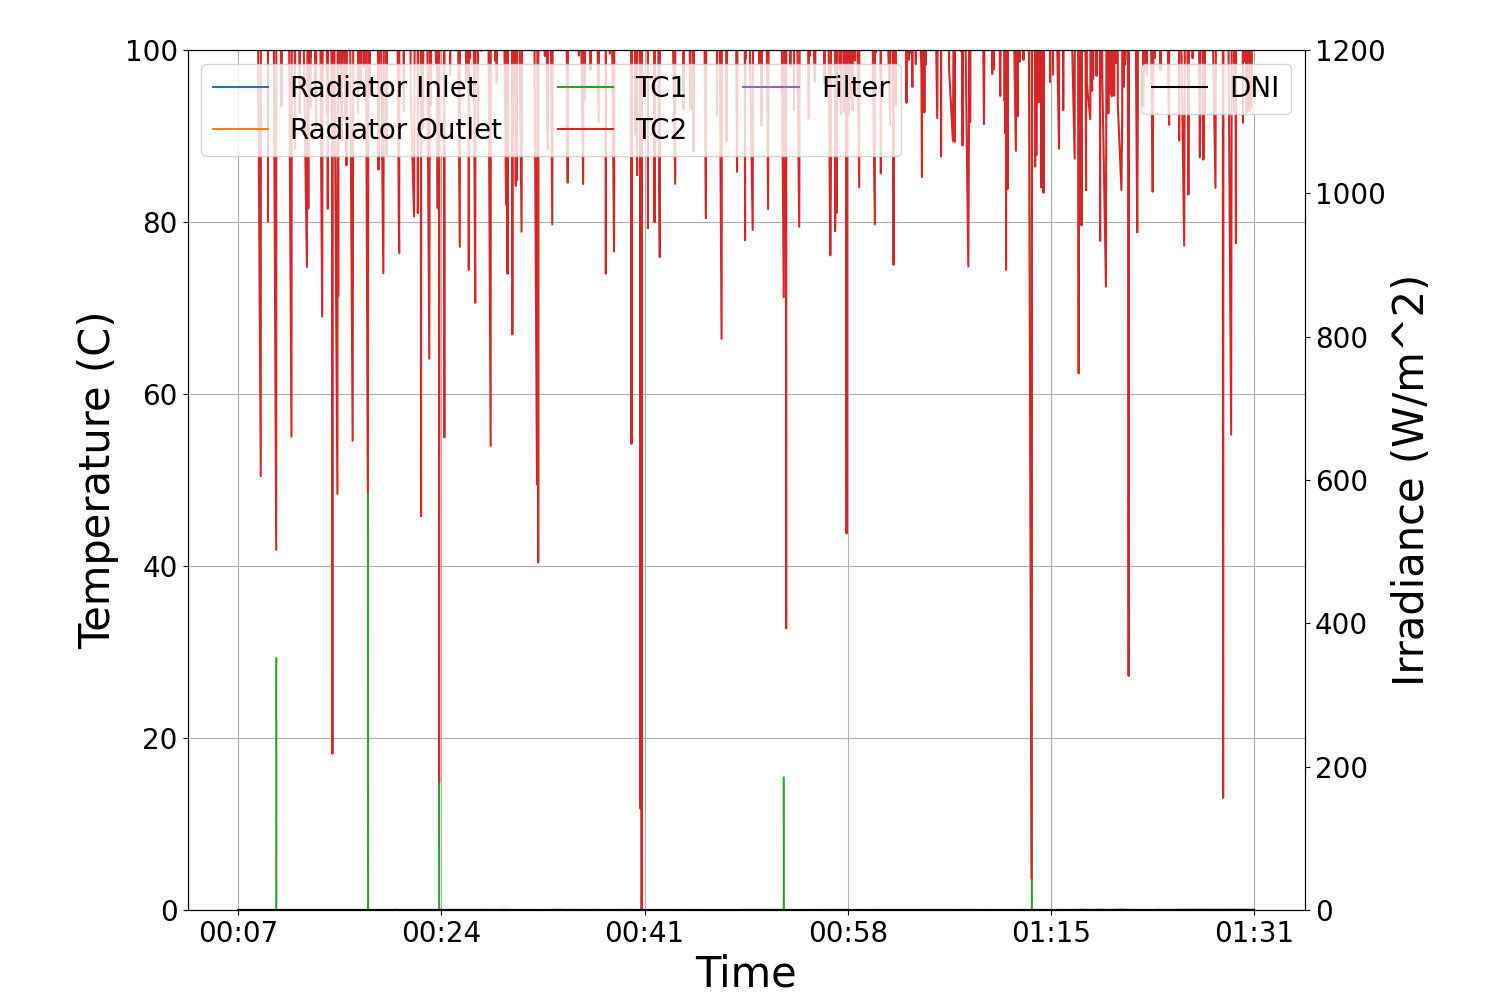 100
80
60
40
20
0
Temperature (C)
Radiator Inlet
Radiator Outlet
TC1
TC2
Filter
DNI
1200
1000
800
600
400
200
0
Irradiance (W/m^2)
00:07
00:24
00:41
00:58
01:15
01:31
Time